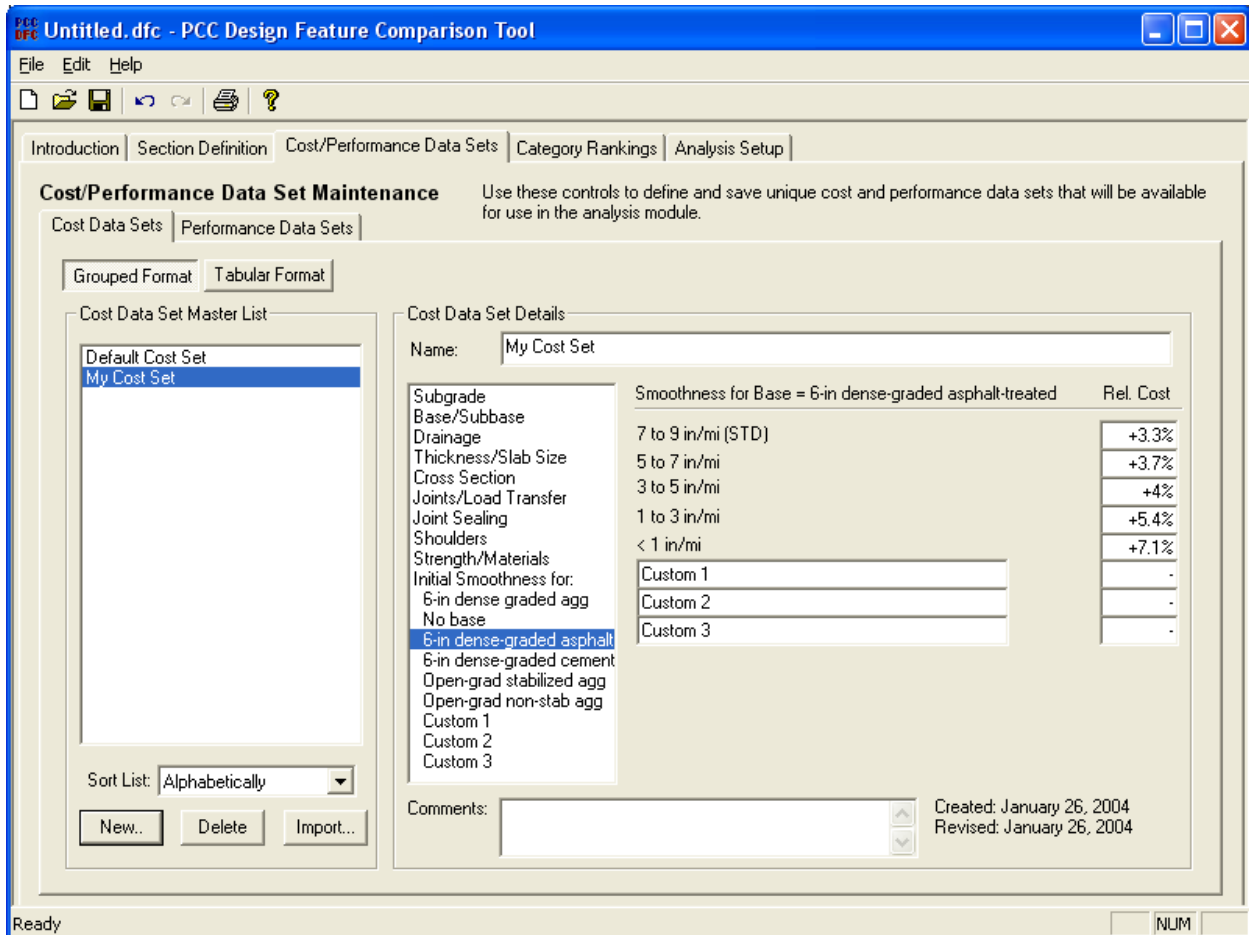 PCC DFC Untitled.dfc - PCC Design Feature Comparison Tool
File Edit Help
Introduction Section Definition Cost/Performance Data Sets Category Rankings Analysis Setup
Cost/Performance Data Set Maintenance
Use these controls to define and save unique cost and performance data sets that will be available
for use in the analysis module.
Cost Data Sets Performance Data Sets
Grouped Format Tabular Format
Cost Data Set Master List
Default Cost Set
My Cost Set
Sort List: Alphabetically
New.. Delete Import...
Cost Data Set Details
Name: My Cost Set
Subgrade
Base/Subbase
Drainage
Thickness/Slab Size
Cross Section
Joints/Load Transfer
Joint Sealing
Shoulders
Strength/Materials
Initial Smoothness for:
6-in dense graded agg
No base
6-in dense-graded asphalt
6-in dense-graded cement
Open-grad stabilized agg
Open-grad non-stab agg
Custom 1
Custom 2
Custom 3
Smoothness for Base = 6-in dense-graded asphalt-treated Rel. Cost
7 to 9 in/mi (STD) +3.3%
5 to 7 in/mi +3.7%
3 to 5 in/mi +4%
1 to 3 in/mi +5.4%
< 1 in/mi +7.1%
Custom 1 -
Custom 2 -
Custom 3 -
Comments:
Created: January 26, 2004
Revised: January 26, 2004
Ready NUM